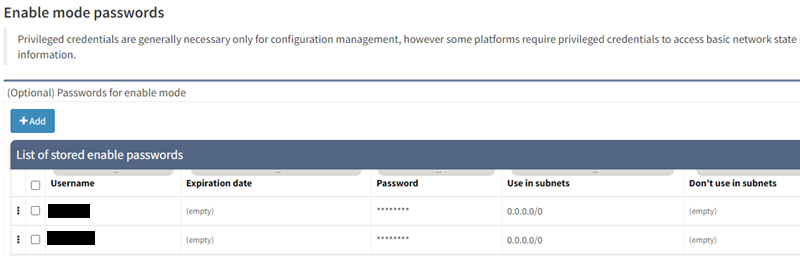 Enable mode passwords
Privileged credentials are generally necessary only for configuration management, however some platforms require privileged credentials to access basic network state
information.
(Optional) Passwords for enable mode
+ Add
List of stored enable passwords
Username Expiration date Password Use in subnets Don't use in subnets
(empty) ******** 0.0.0.0/0 (empty)
(empty) ******** 0.0.0.0/0 (empty)